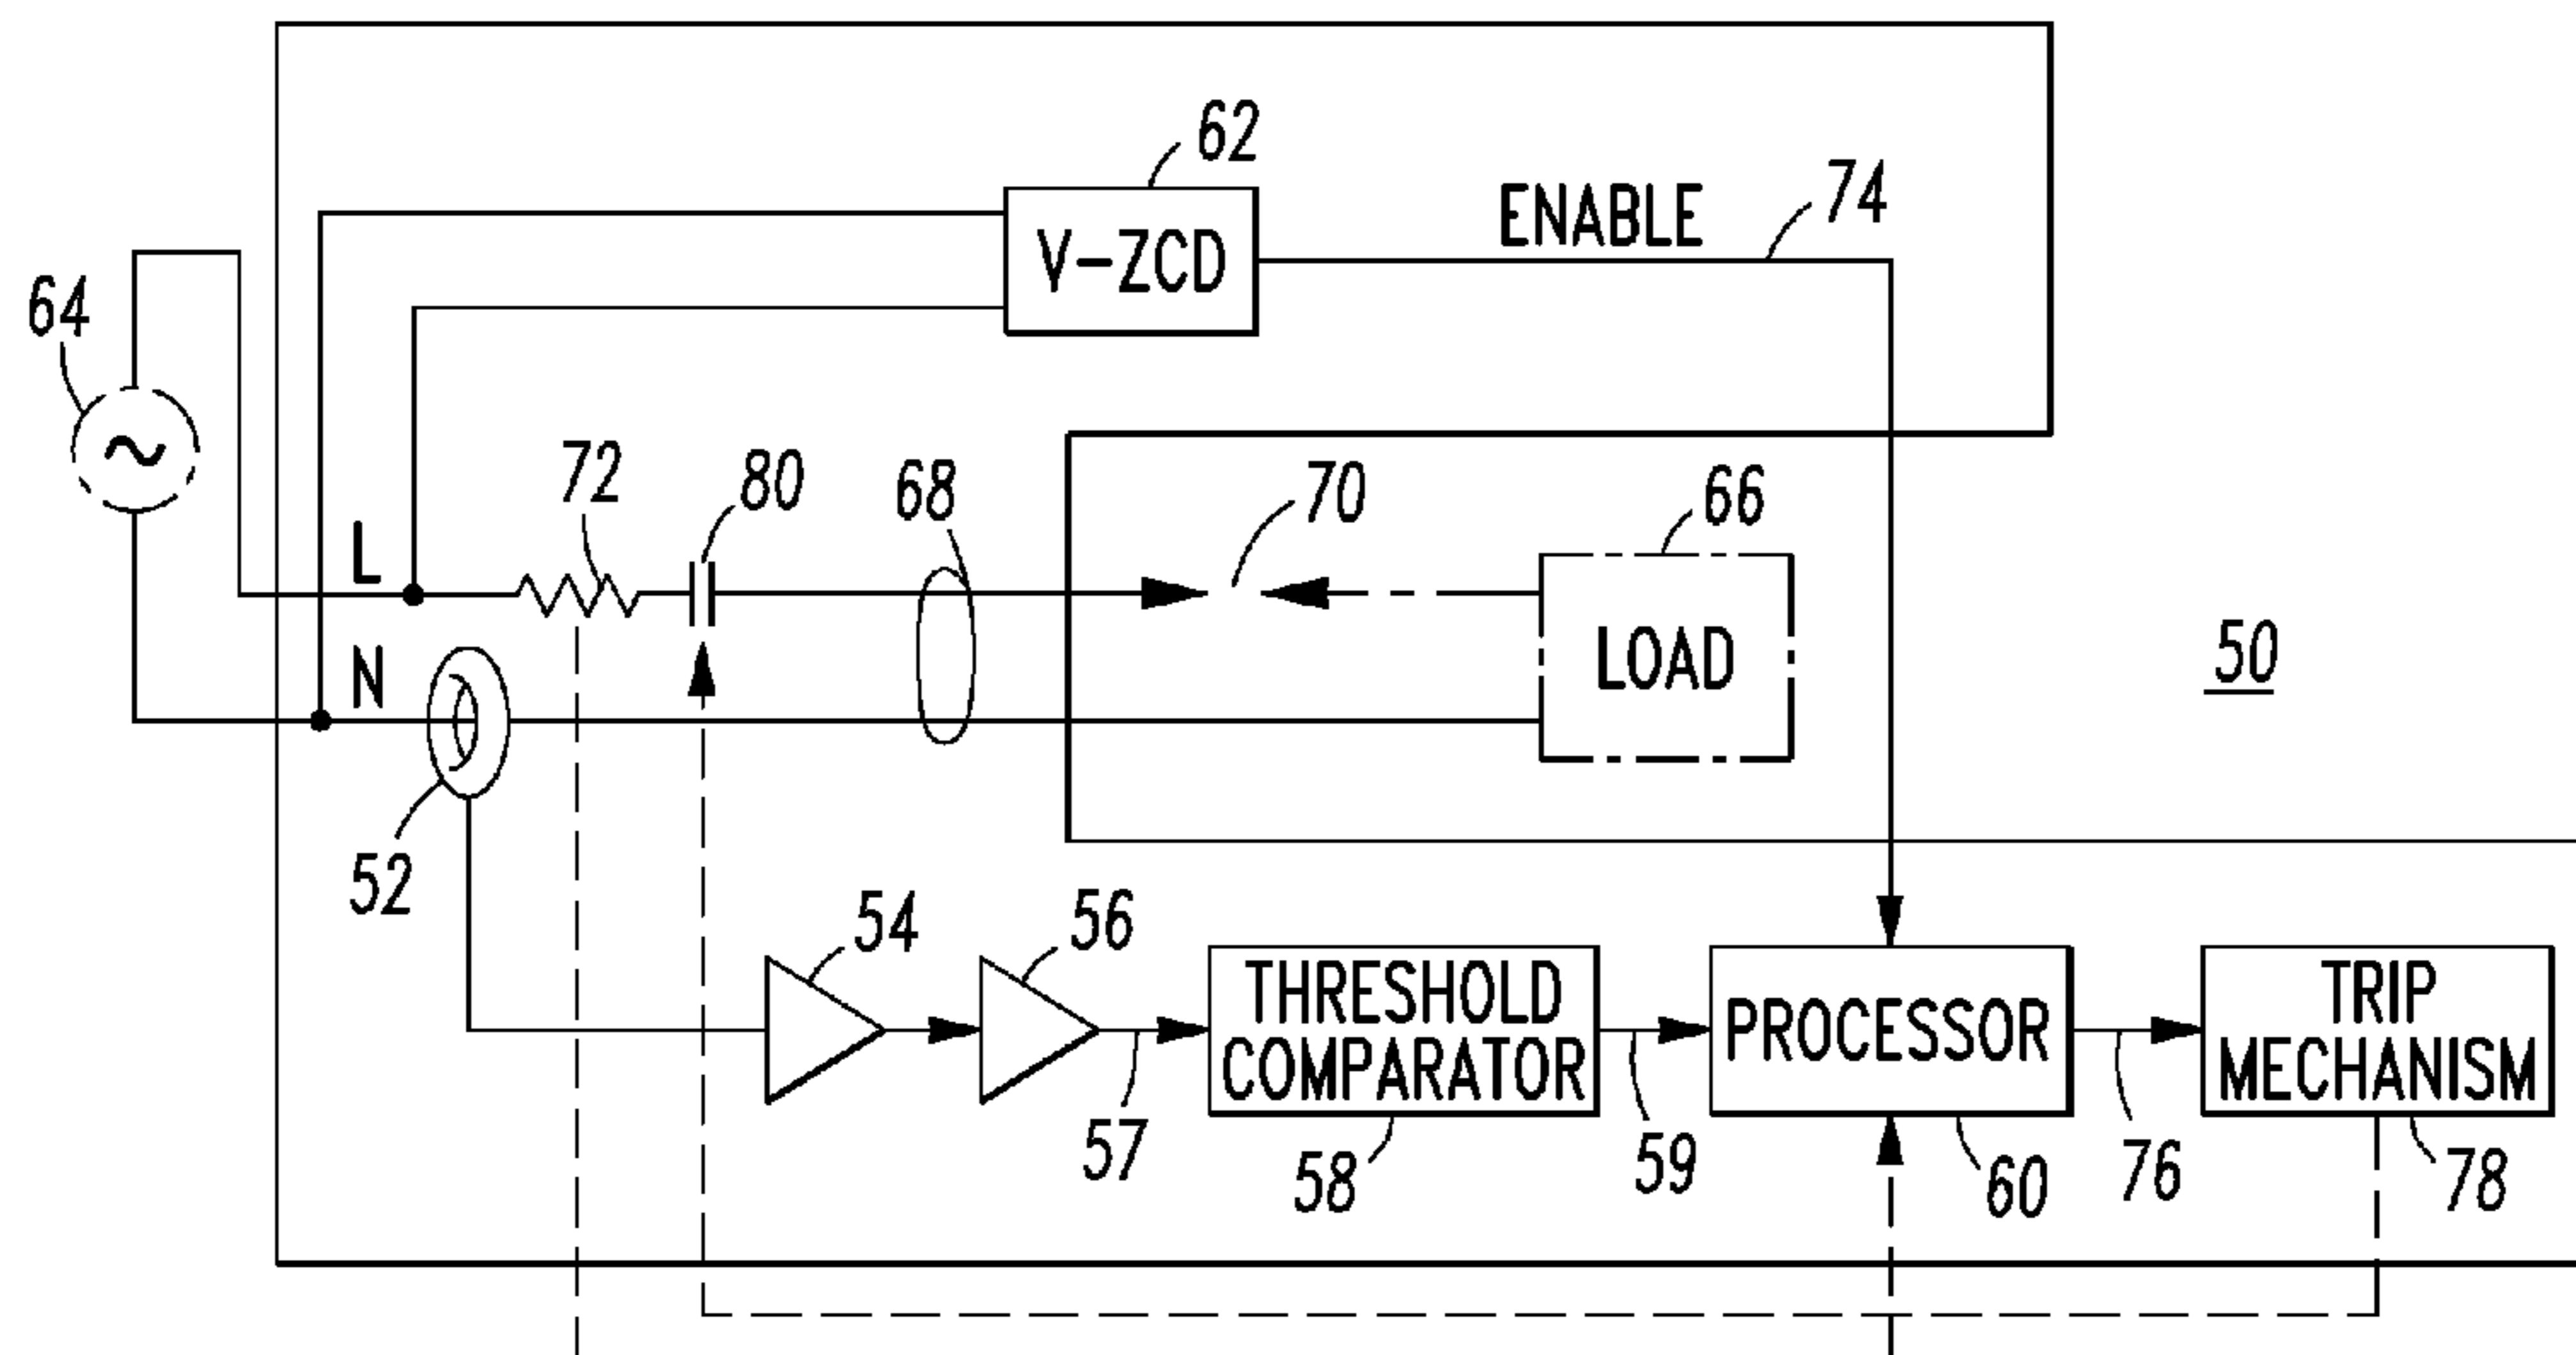 62
V-ZCD
ENABLE
74
64
72
80
68
70
66
L
N
LOAD
50
52
54
56
THRESHOLD
COMPARATOR
PROCESSOR
TRIP
MECHANISM
57
58
59
60
76
78